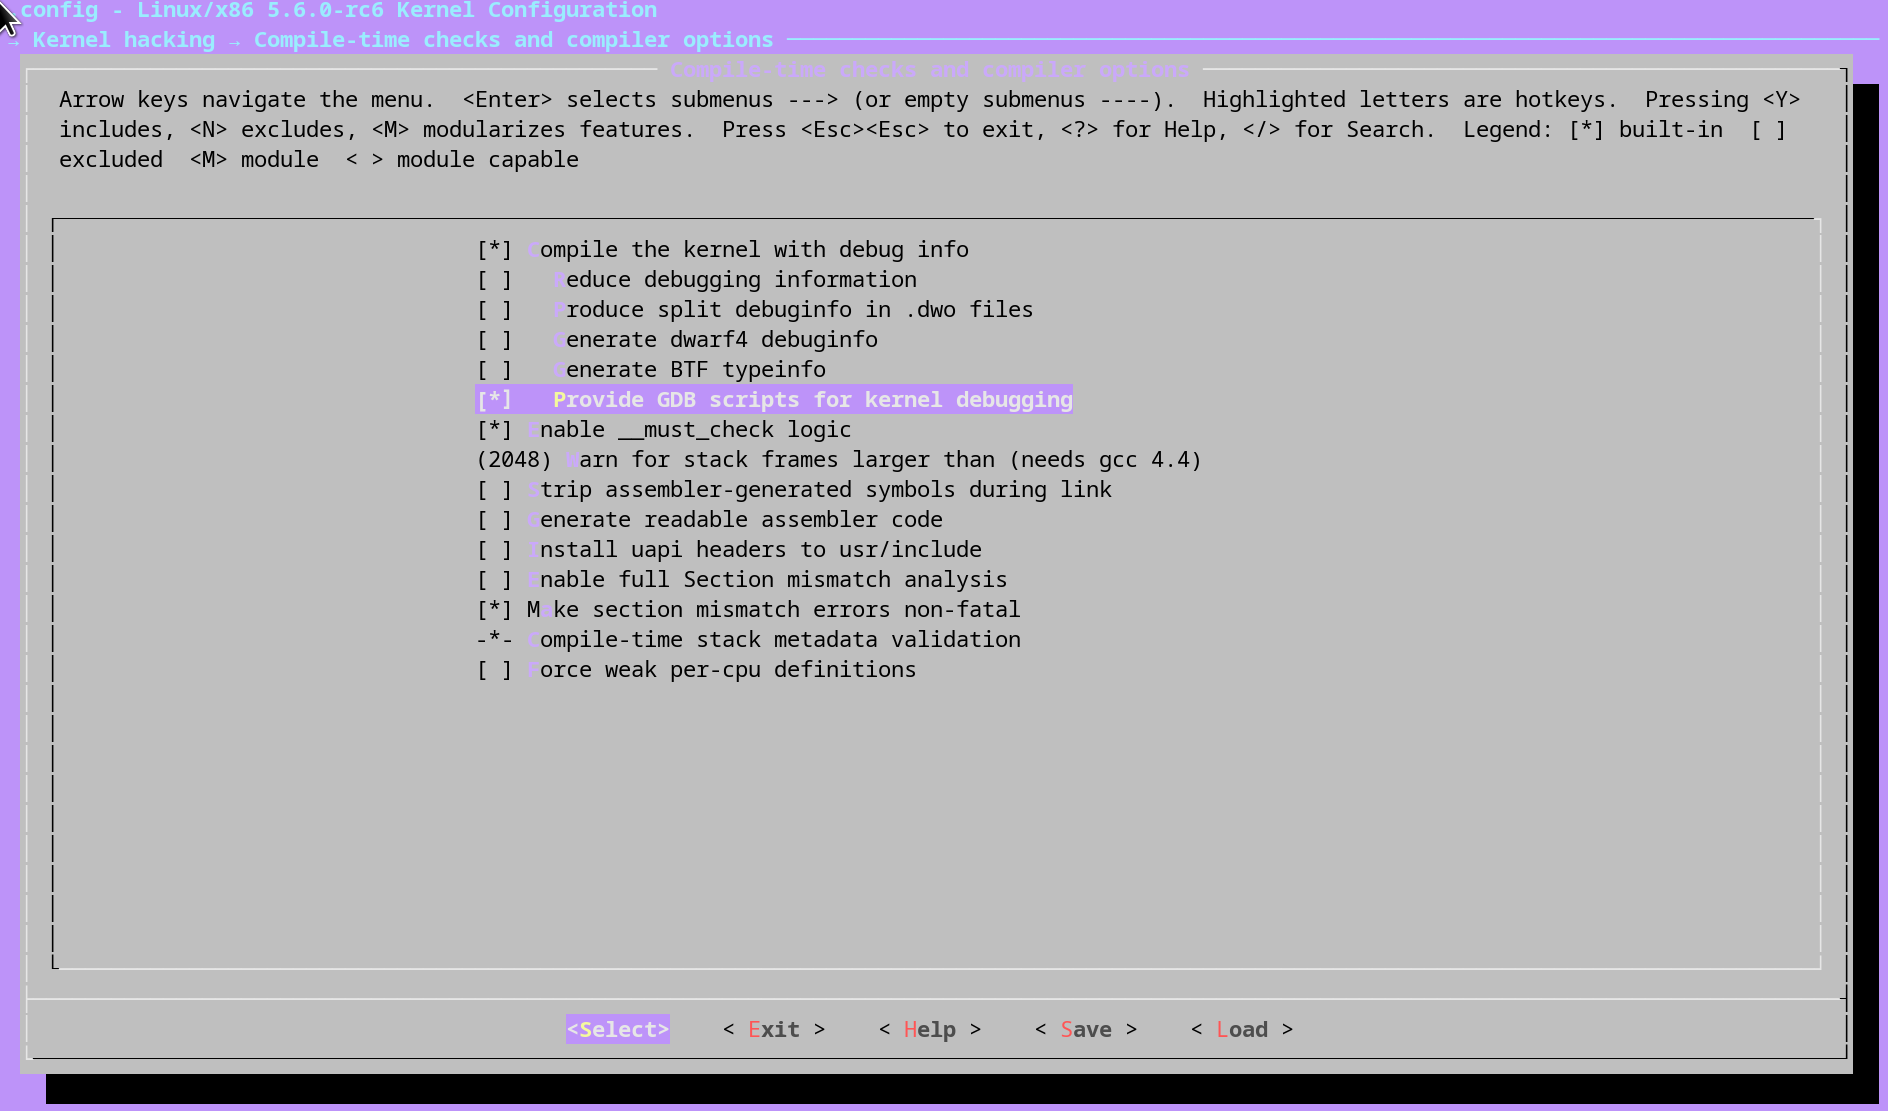 config - Linux/x86 5.6.0-rc6 Kernel Configuration
→ Kernel hacking → Compile-time checks and compiler options
Compile-time checks and compiler options
Arrow keys navigate the menu.  <Enter> selects submenus ---> (or empty submenus ----).  Highlighted letters are hotkeys.  Pressing <Y>
includes, <N> excludes, <M> modularizes features.  Press <Esc><Esc> to exit, <?> for Help, </> for Search.  Legend: [*] built-in  [ ]
excluded  <M> module  < > module capable
[*] Compile the kernel with debug info
[ ]   Reduce debugging information
[ ]   Produce split debuginfo in .dwo files
[ ]   Generate dwarf4 debuginfo
[ ]   Generate BTF typeinfo
[*]   Provide GDB scripts for kernel debugging
[*] Enable __must_check logic
(2048) Warn for stack frames larger than (needs gcc 4.4)
[ ] Strip assembler-generated symbols during link
[ ] Generate readable assembler code
[ ] Install uapi headers to usr/include
[ ] Enable full Section mismatch analysis
[*] Make section mismatch errors non-fatal
-*- Compile-time stack metadata validation
[ ] Force weak per-cpu definitions
<Select>    < Exit >    < Help >    < Save >    < Load >